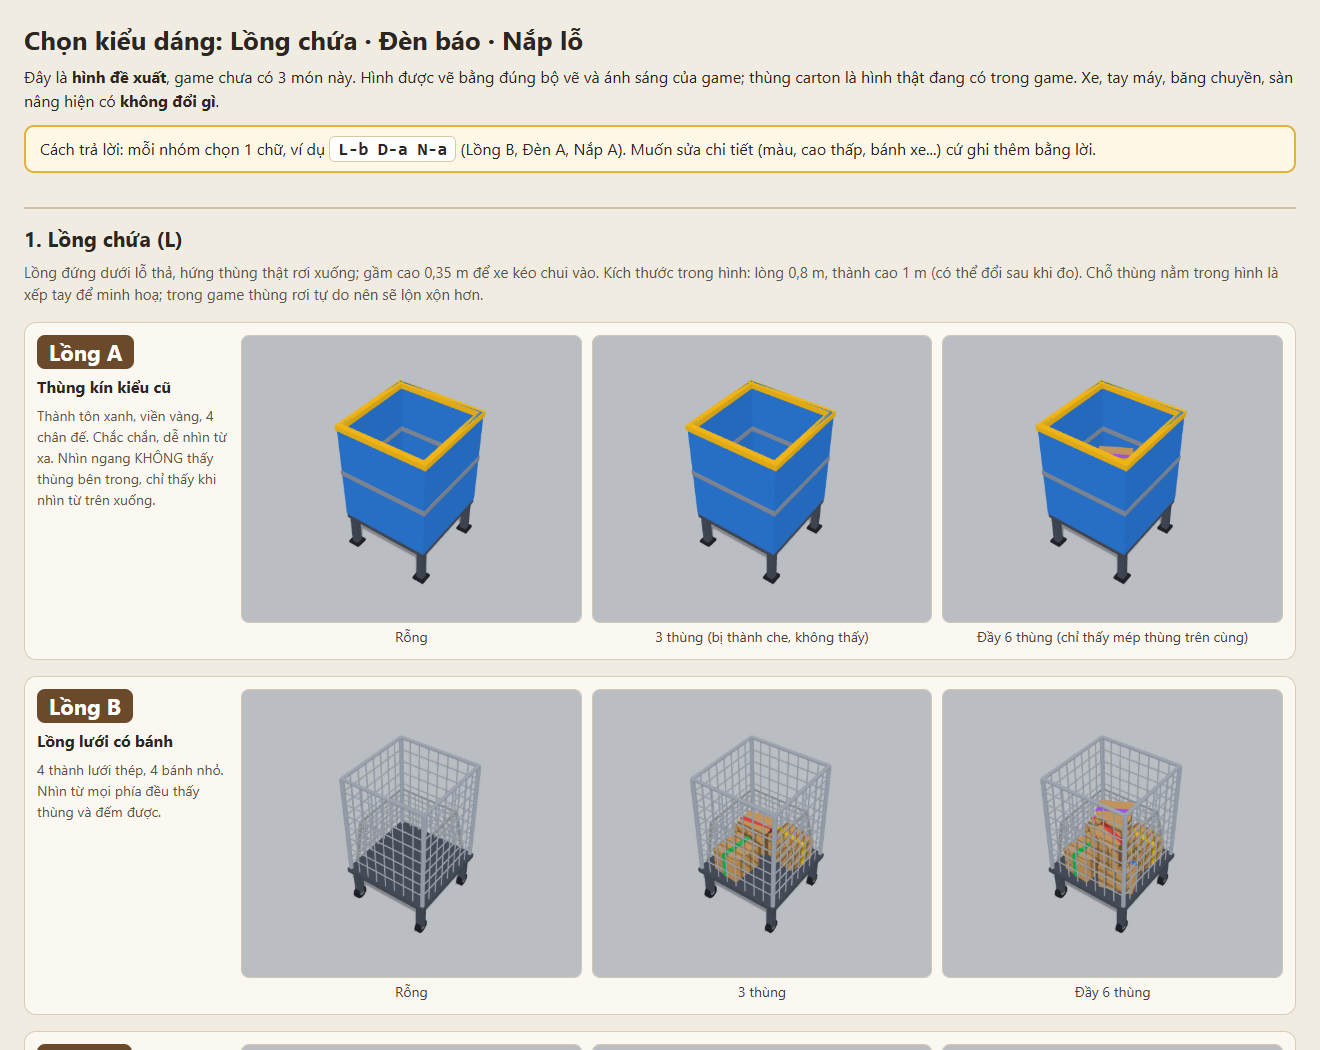 Chọn kiểu dáng: Lồng chứa · Đèn báo · Nắp lỗ
Đây là hình đề xuất, game chưa có 3 món này. Hình được vẽ bằng đúng bộ vẽ và ánh sáng của game; thùng carton là hình thật đang có trong game. Xe, tay máy, băng chuyền, sàn
nâng hiện có không đổi gì.
Cách trả lời: mỗi nhóm chọn 1 chữ, ví dụ L-b D-a N-a (Lồng B, Đèn A, Nắp A). Muốn sửa chi tiết (màu, cao thấp, bánh xe...) cứ ghi thêm bằng lời.
1. Lồng chứa (L)
Lồng đứng dưới lỗ thả, hứng thùng thật rơi xuống; gầm cao 0,35 m để xe kéo chui vào. Kích thước trong hình: lòng 0,8 m, thành cao 1 m (có thể đổi sau khi đo). Chỗ thùng nằm trong hình là
xếp tay để minh hoạ; trong game thùng rơi tự do nên sẽ lộn xộn hơn.
Lồng A
Thùng kín kiểu cũ
Thành tôn xanh, viền vàng, 4
chân đế. Chắc chắn, dễ nhìn từ
xa. Nhìn ngang KHÔNG thấy
thùng bên trong, chỉ thấy khi
nhìn từ trên xuống.
Rỗng
3 thùng (bị thành che, không thấy)
Đầy 6 thùng (chỉ thấy mép thùng trên cùng)
Lồng B
Lồng lưới có bánh
4 thành lưới thép, 4 bánh nhỏ.
Nhìn từ mọi phía đều thấy
thùng và đếm được.
Rỗng
3 thùng
Đầy 6 thùng